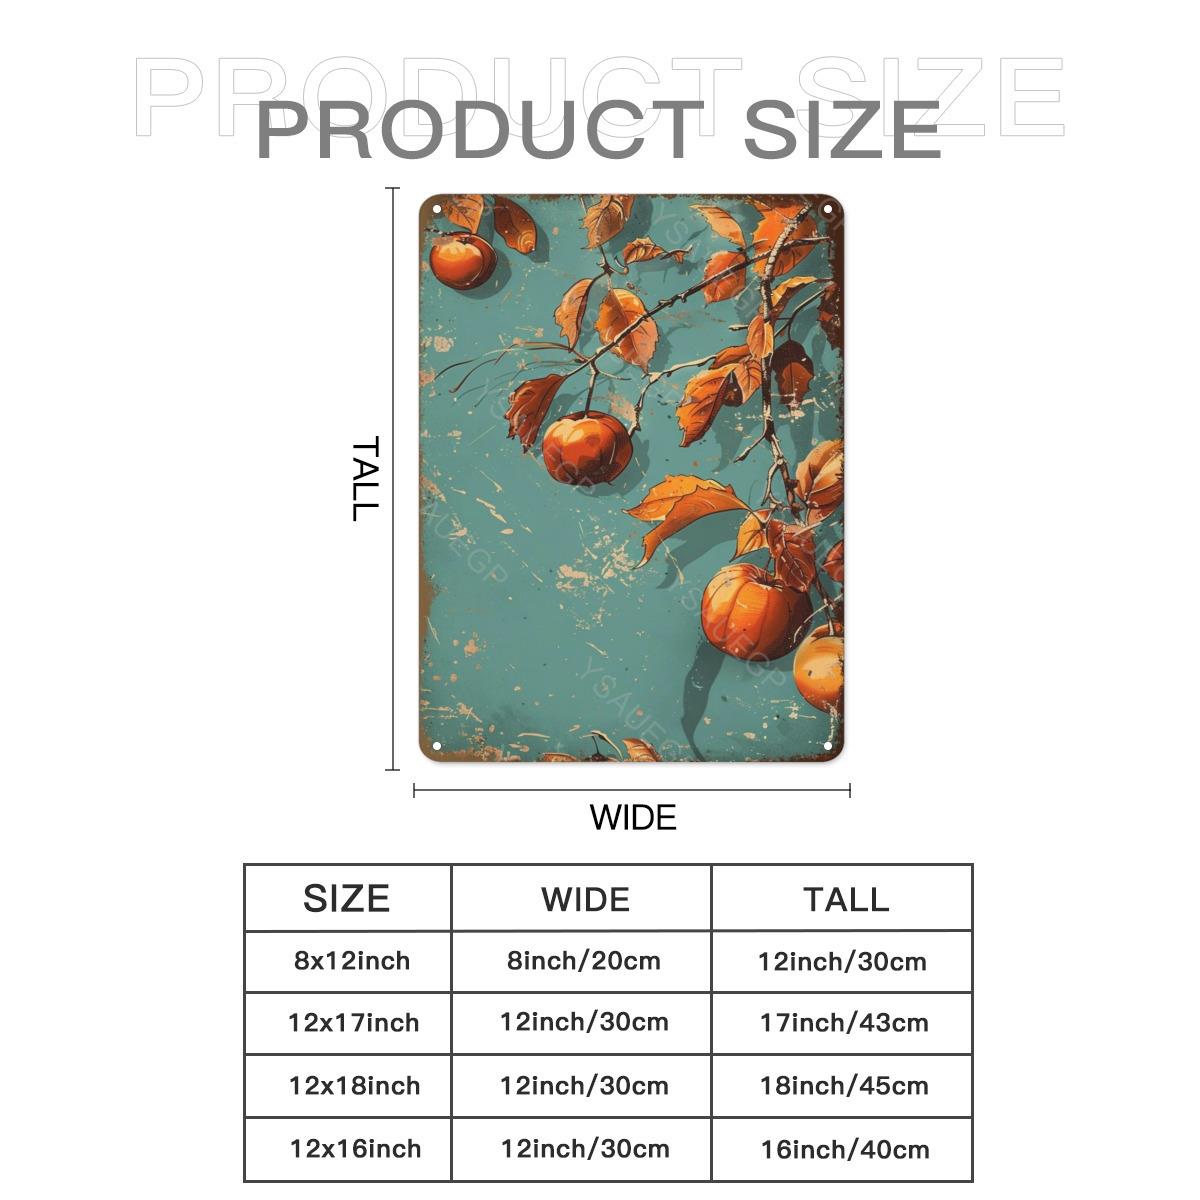 PRODUCT SIZE
PRODUCT SIZE
TALL
YSAUEGP
YSAUEGP
YSAUEGP
YSAUEGP
WIDE
SIZE WIDE TALL
8x12inch 8inch/20cm 12inch/30cm
12x17inch 12inch/30cm 17inch/43cm
12x18inch 12inch/30cm 18inch/45cm
12x16inch 12inch/30cm 16inch/40cm